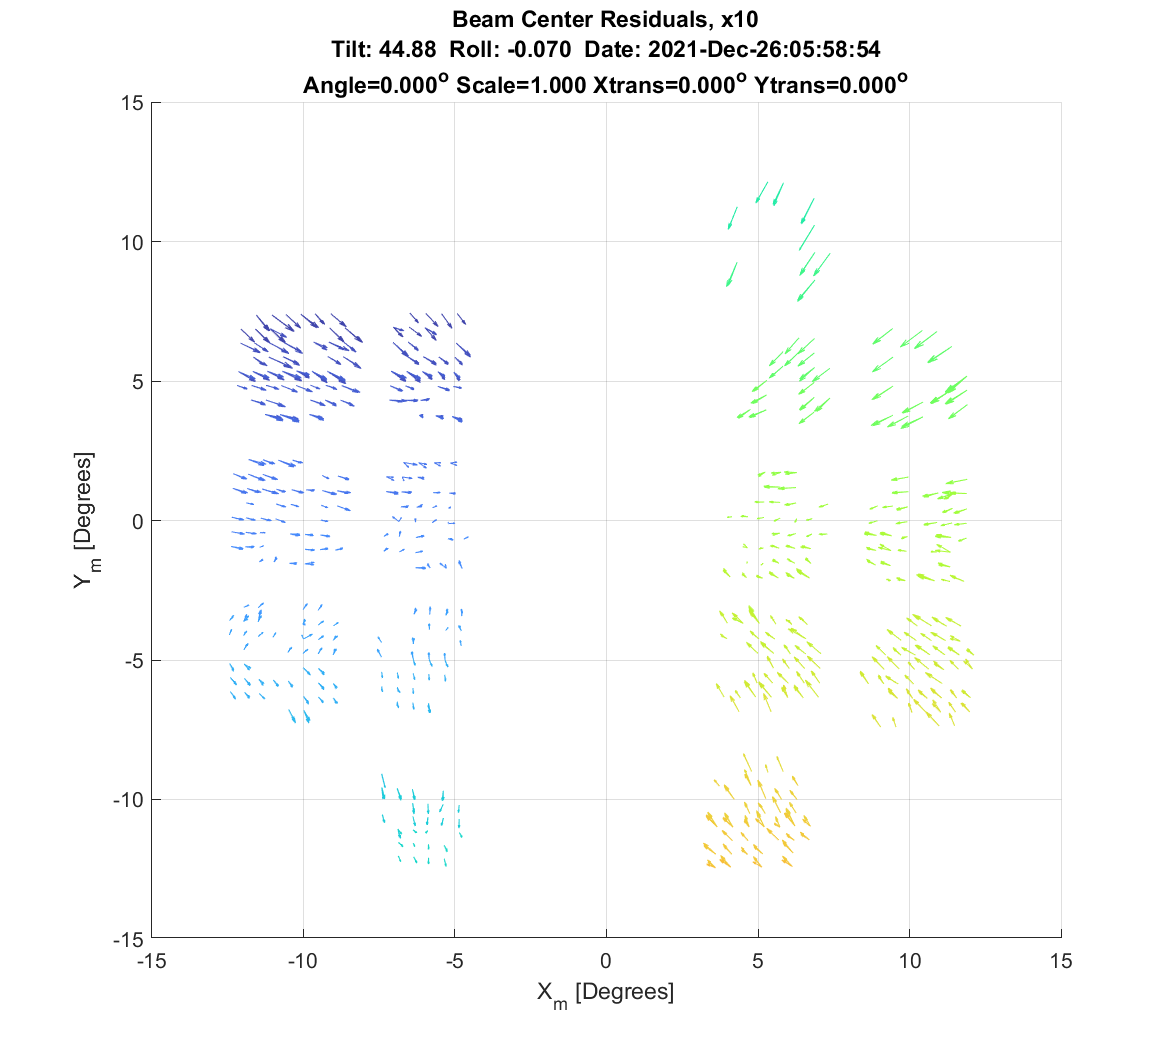 Beam Center Residuals, x10
Tilt: 44.88  Roll: -0.070  Date: 2021-Dec-26:05:58:54
Angle=0.000° Scale=1.000 Xtrans=0.000° Ytrans=0.000°
15
10
5
0
-5
-10
-15
Y_m [Degrees]
-15 -10 -5 0 5 10 15
X_m [Degrees]